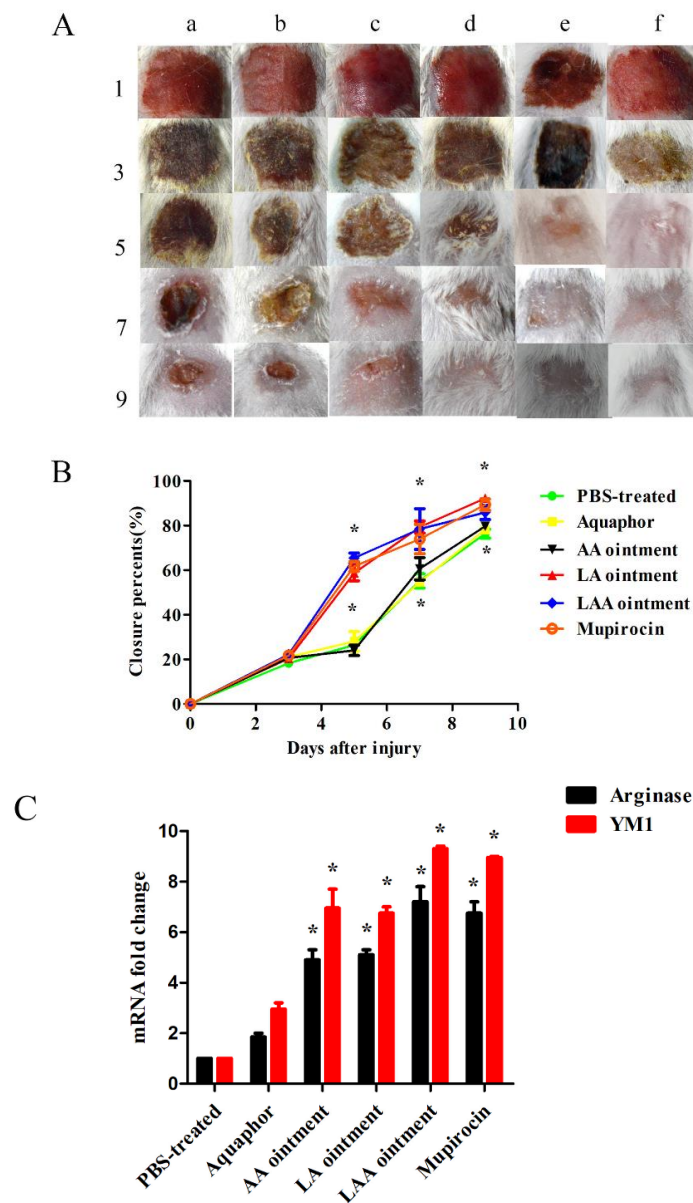 A
a b c d e f
1
3
5
7
9
B
100
80
60
40
20
0
Closure percents(%)
* * *
* * *
0 2 4 6 8 10
Days after injury
PBS-treated
Aquaphor
AA ointment
LA ointment
LAA ointment
Mupirocin
C
Arginase
YM1
10
8
6
4
2
0
mRNA fold change
* * * * * * * *
PBS-treated
Aquaphor
AA ointment
LA ointment
LAA ointment
Mupirocin